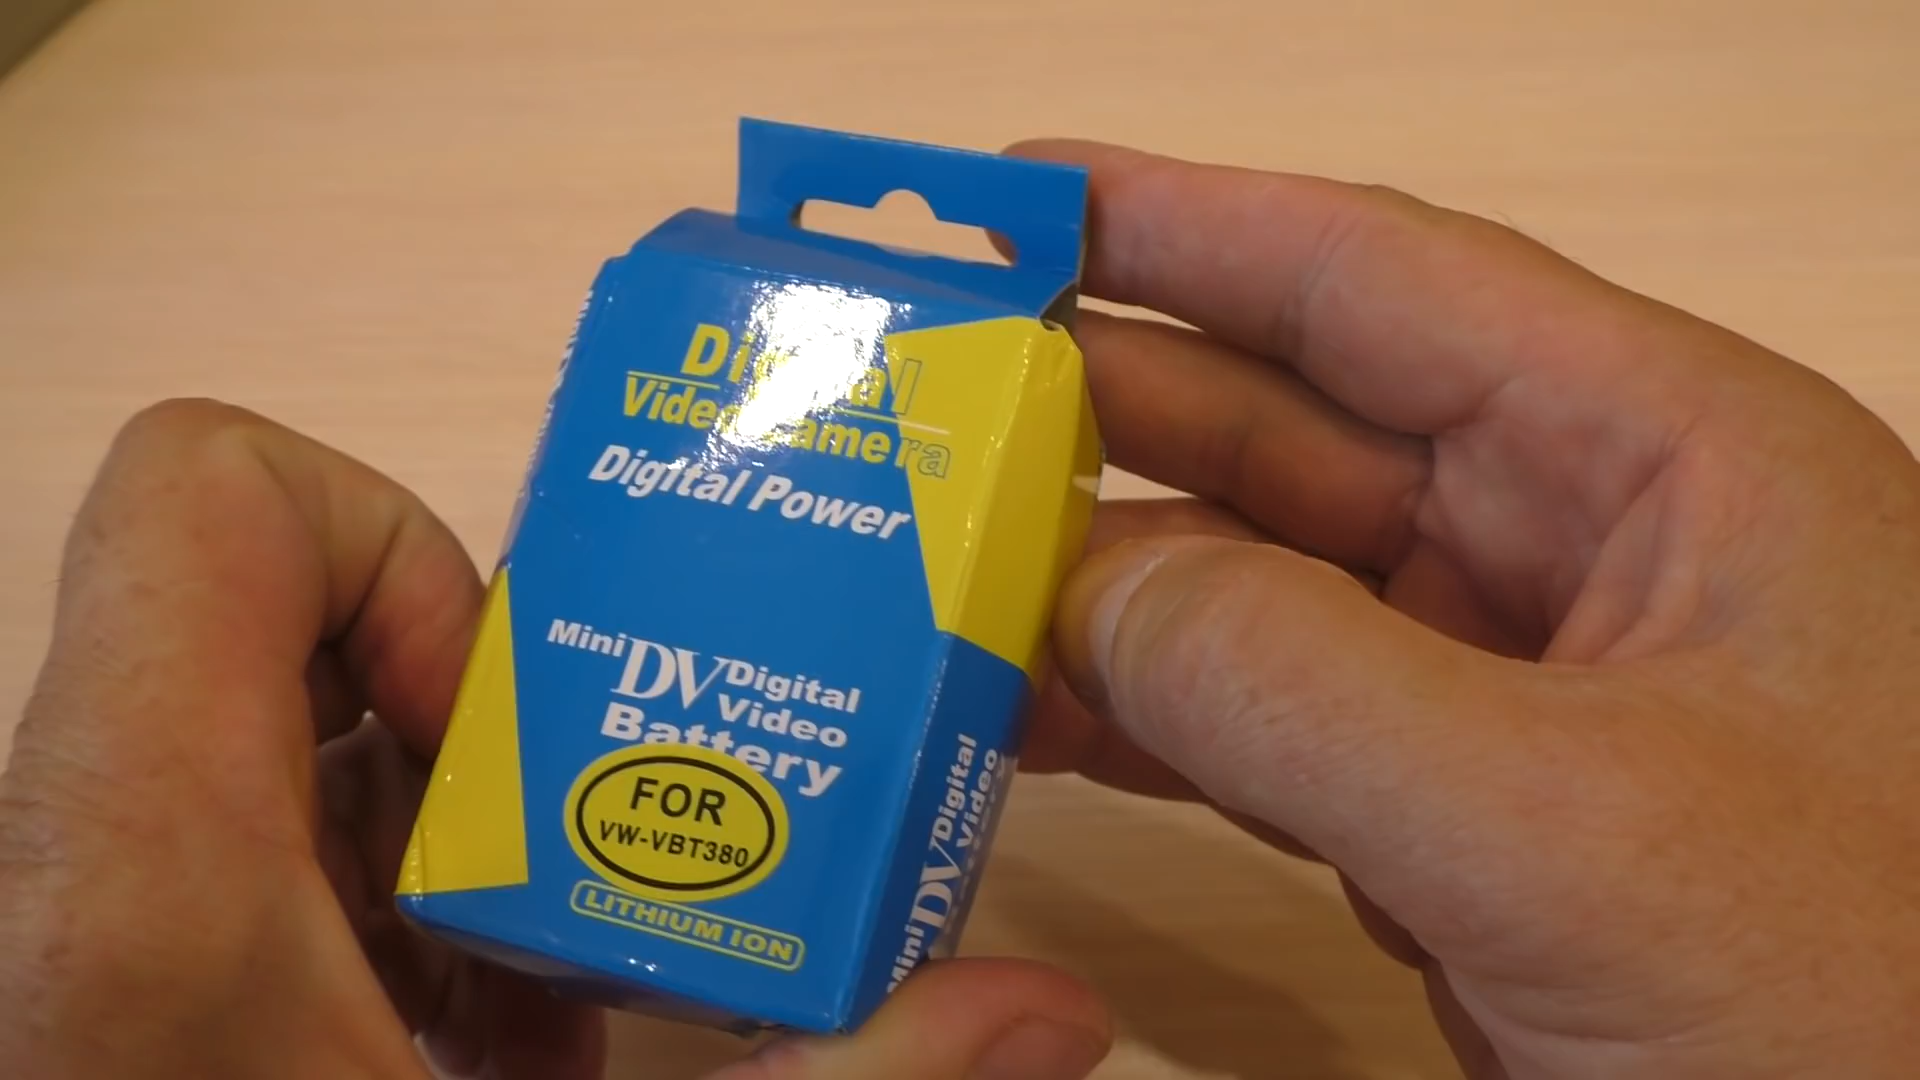 Digital
Video Camera
Digital Power
Mini DV Digital
Video
Battery
FOR
VW-VBT380
LITHIUM ION
Mini DV Digital
Video